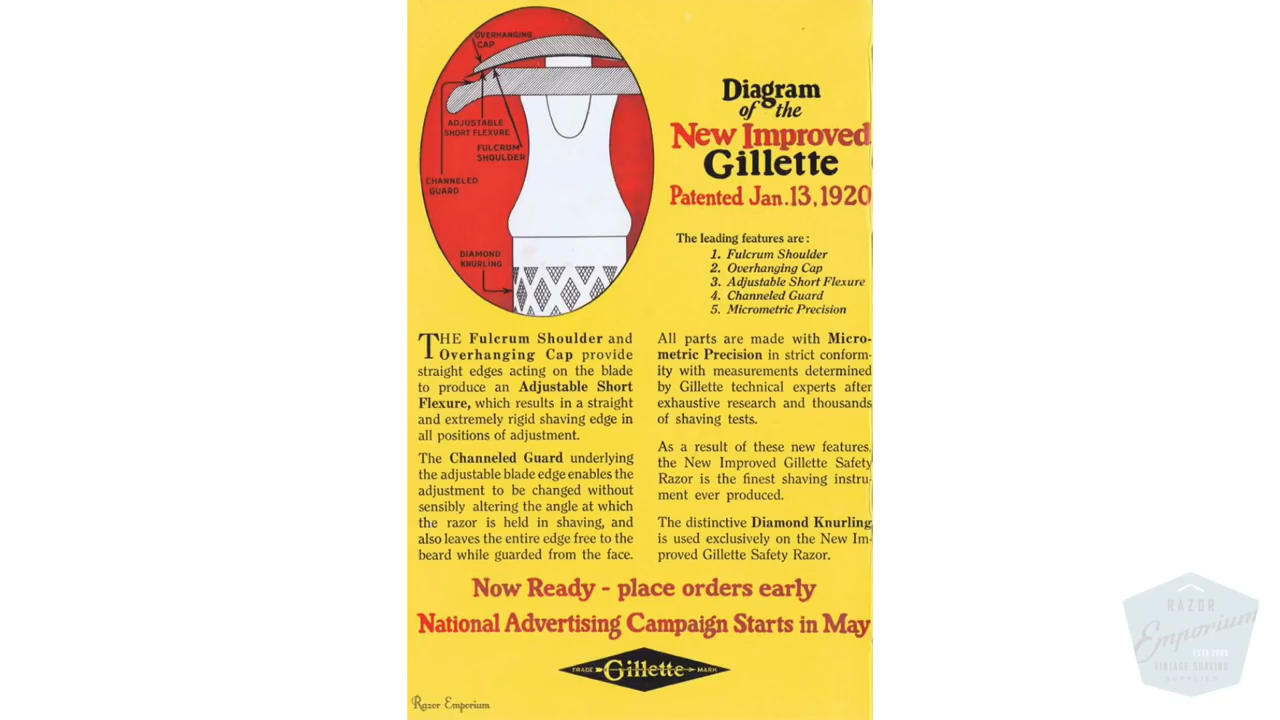 OVERHANGING
CAP
ADJUSTABLE
SHORT FLEXURE
FULCRUM
SHOULDER
CHANNELED
GUARD
DIAMOND
KNURLING
Diagram
of the
New Improved
Gillette
Patented Jan. 13, 1920
The leading features are:
1. Fulcrum Shoulder
2. Overhanging Cap
3. Adjustable Short Flexure
4. Channeled Guard
5. Micrometric Precision
THE Fulcrum Shoulder and
Overhanging Cap provide
straight edges acting on the blade
to produce an Adjustable Short
Flexure, which results in a straight
and extremely rigid shaving edge in
all positions of adjustment.
The Channeled Guard underlying
the adjustable blade edge enables the
adjustment to be changed without
sensibly altering the angle at which
the razor is held in shaving, and
also leaves the entire edge free to the
beard while guarded from the face.
All parts are made with Micro-
metric Precision in strict conform-
ity with measurements determined
by Gillette technical experts after
exhaustive research and thousands
of shaving tests.
As a result of these new features,
the New Improved Gillette Safety
Razor is the finest shaving instru-
ment ever produced.
The distinctive Diamond Knurling
is used exclusively on the New Im-
proved Gillette Safety Razor.
Now Ready - place orders early
National Advertising Campaign Starts in May
TRADE Gillette MARK
Razor Emporium
RAZOR
Emporium
ESTD 2009
VINTAGE SHAVING
SUPPLIER